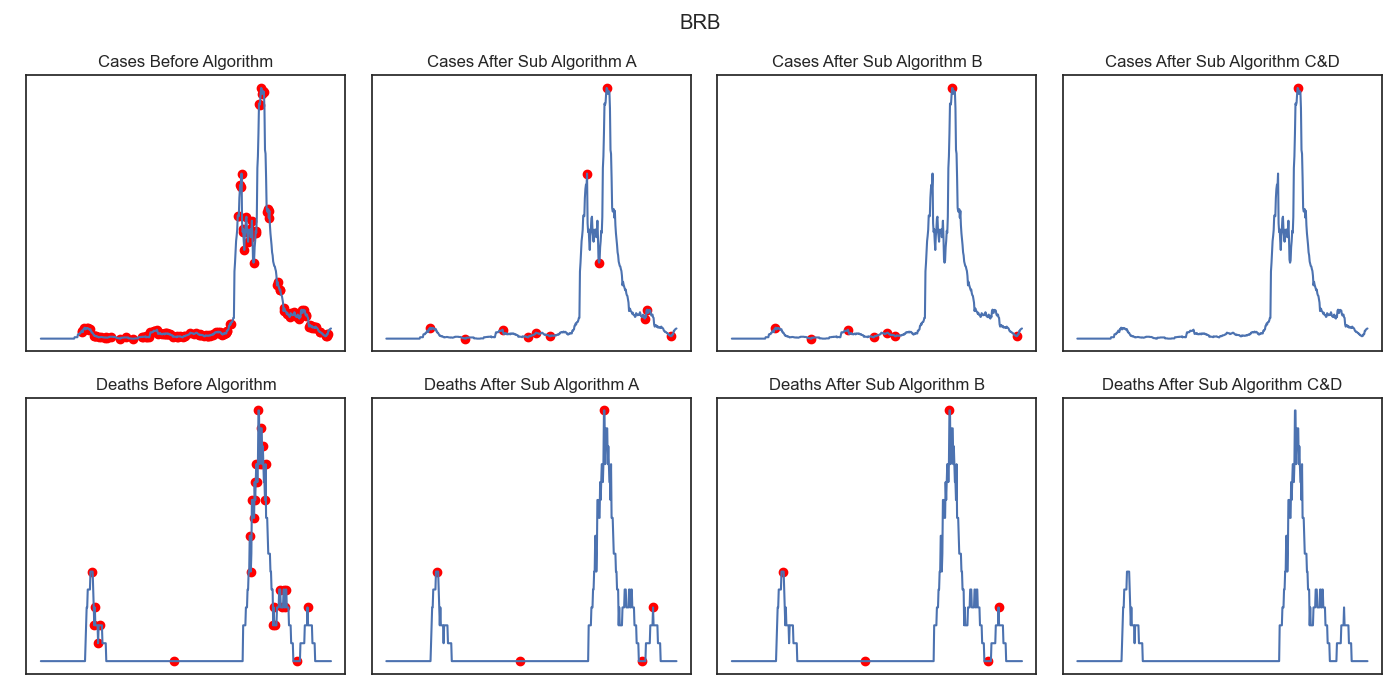 BRB
Cases Before Algorithm
Cases After Sub Algorithm A
Cases After Sub Algorithm B
Cases After Sub Algorithm C&D
Deaths Before Algorithm
Deaths After Sub Algorithm A
Deaths After Sub Algorithm B
Deaths After Sub Algorithm C&D